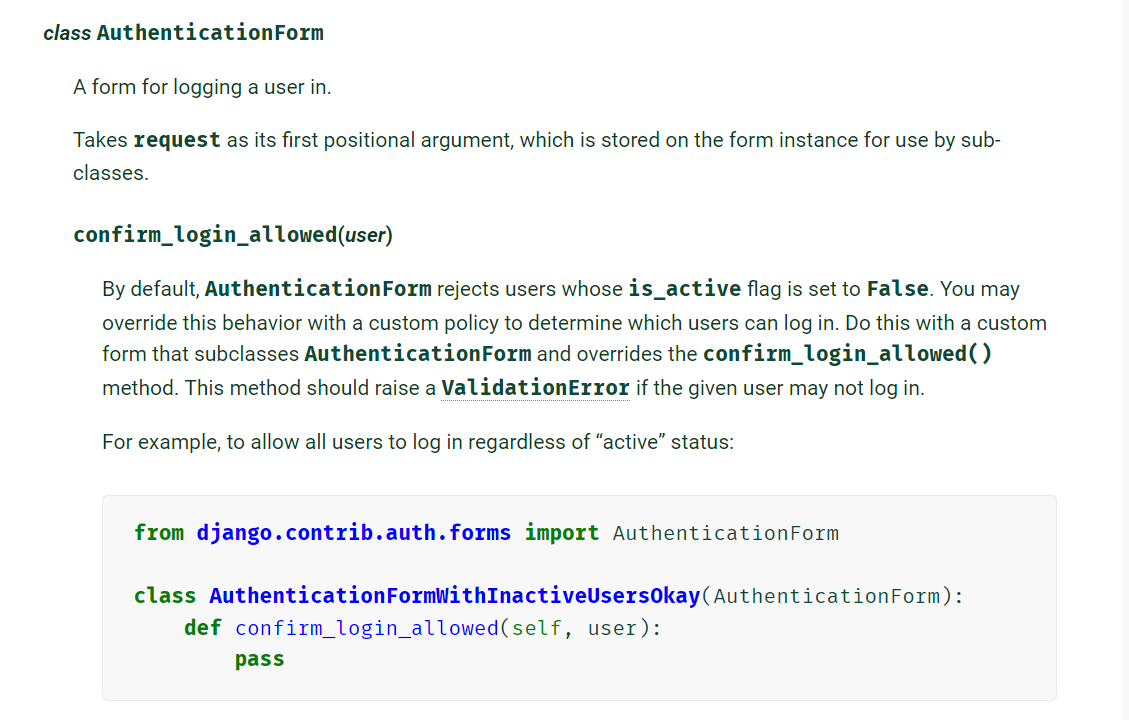 class AuthenticationForm
A form for logging a user in.
Takes request as its first positional argument, which is stored on the form instance for use by sub-
classes.
confirm_login_allowed(user)
By default, AuthenticationForm rejects users whose is_active flag is set to False. You may
override this behavior with a custom policy to determine which users can log in. Do this with a custom
form that subclasses AuthenticationForm and overrides the confirm_login_allowed()
method. This method should raise a ValidationError if the given user may not log in.
For example, to allow all users to log in regardless of “active” status:
from django.contrib.auth.forms import AuthenticationForm
class AuthenticationFormWithInactiveUsersOkay(AuthenticationForm):
    def confirm_login_allowed(self, user):
        pass